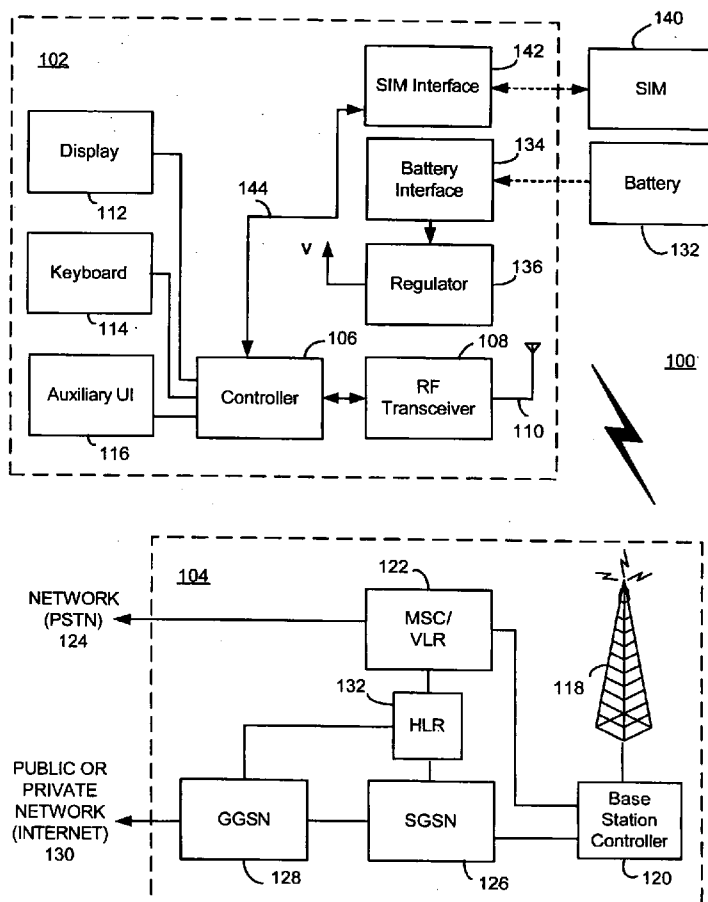 140
102
142
SIM Interface
SIM
Display
134
Battery
Interface
Battery
112
144
V
132
Keyboard
Regulator
136
114
106
108
100
Auxiliary UI
Controller
RF
Transceiver
110
116
104
122
NETWORK
(PSTN)
124
MSC/
VLR
118
132
HLR
PUBLIC OR
PRIVATE
NETWORK
(INTERNET)
130
GGSN
SGSN
Base
Station
Controller
128
126
120